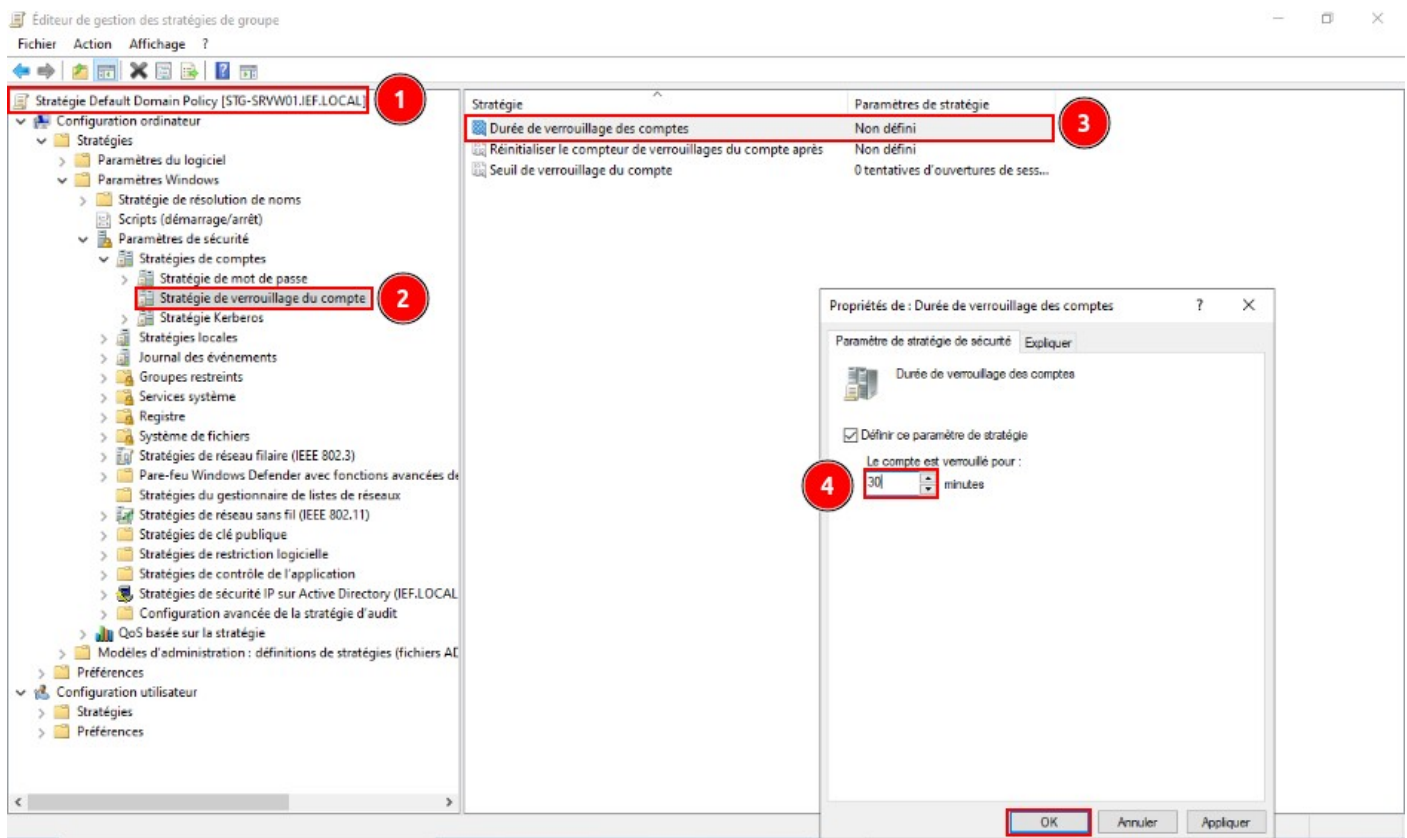 Éditeur de gestion des stratégies de groupe
Fichier Action Affichage ?
Stratégie Default Domain Policy [STG-SRVW01.IEF.LOCAL]
1
Configuration ordinateur
Stratégies
Paramètres du logiciel
Paramètres Windows
Stratégie de résolution de noms
Scripts (démarrage/arrêt)
Paramètres de sécurité
Stratégies de comptes
Stratégie de mot de passe
Stratégie de verrouillage du compte
2
Stratégie Kerberos
Stratégies locales
Journal des événements
Groupes restreints
Services système
Registre
Système de fichiers
Stratégies de réseau filaire (IEEE 802.3)
Pare-feu Windows Defender avec fonctions avancées de
Stratégies du gestionnaire de listes de réseaux
Stratégies de réseau sans fil (IEEE 802.11)
Stratégies de clé publique
Stratégies de restriction logicielle
Stratégies de contrôle de l'application
Stratégies de sécurité IP sur Active Directory (IEF.LOCAL
Configuration avancée de la stratégie d'audit
QoS basée sur la stratégie
Modèles d'administration : définitions de stratégies (fichiers AD
Préférences
Configuration utilisateur
Stratégies
Préférences
Stratégie Paramètres de stratégie
Durée de verrouillage des comptes Non défini
3
Réinitialiser le compteur de verrouillages du compte après Non défini
Seuil de verrouillage du compte 0 tentatives d'ouvertures de sess...
Propriétés de : Durée de verrouillage des comptes ?
Paramètre de stratégie de sécurité Expliquer
Durée de verrouillage des comptes
Définir ce paramètre de stratégie
Le compte est verrouillé pour :
4
30 minutes
OK Annuler Appliquer